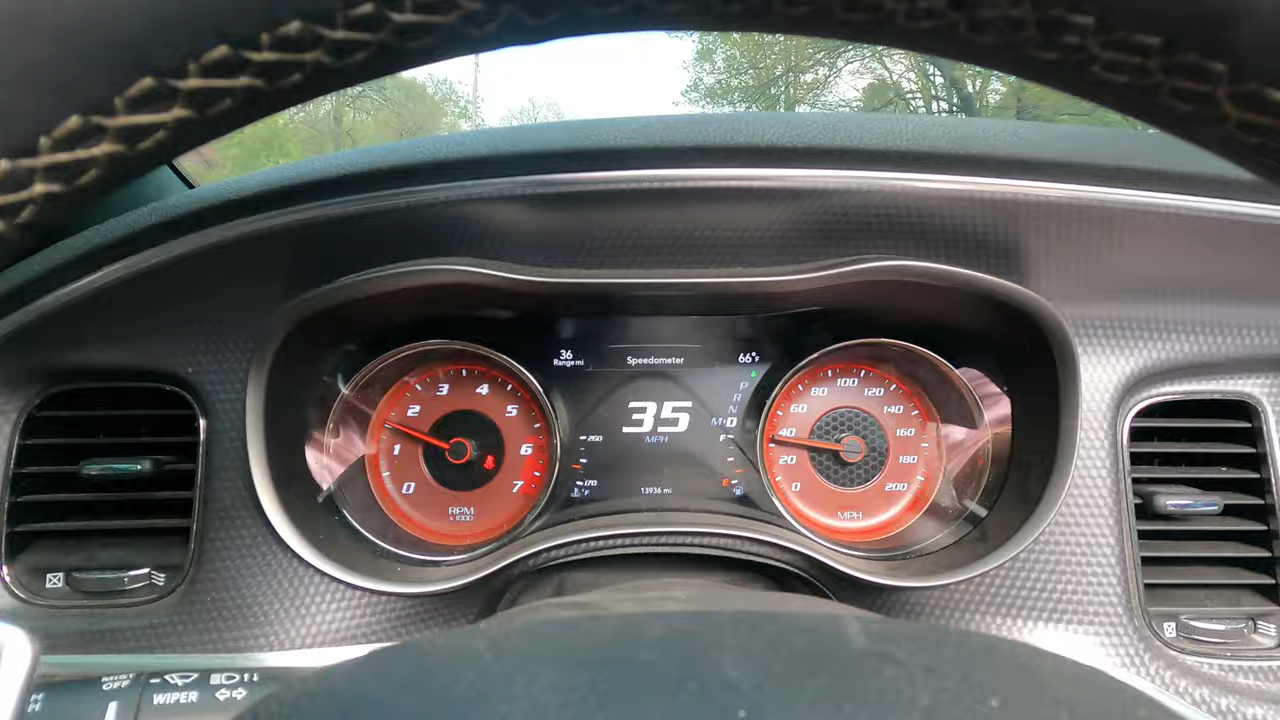 36
Range mi
Speedometer
66°F
P
R
N
M D
35
MPH
13936 mi
260
170
°F
F
E
0
1
2
3
4
5
6
7
RPM
x 1000
0
20
40
60
80
100
120
140
160
180
200
MPH
MIST
OFF
WIPER